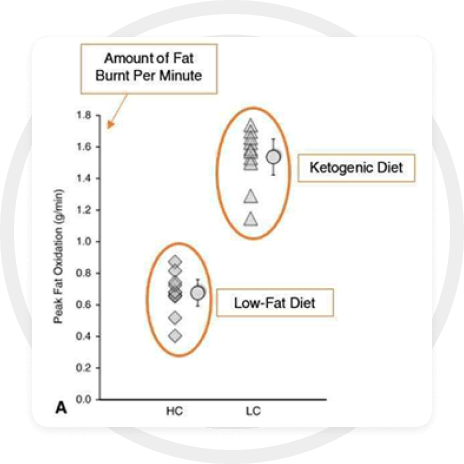 Amount of Fat
Burnt Per Minute
1.8
1.6
1.4
1.2
1.0
0.8
0.6
0.4
0.2
0.0
Peak Fat Oxidation (g/min)
Ketogenic Diet
Low-Fat Diet
A
HC
LC